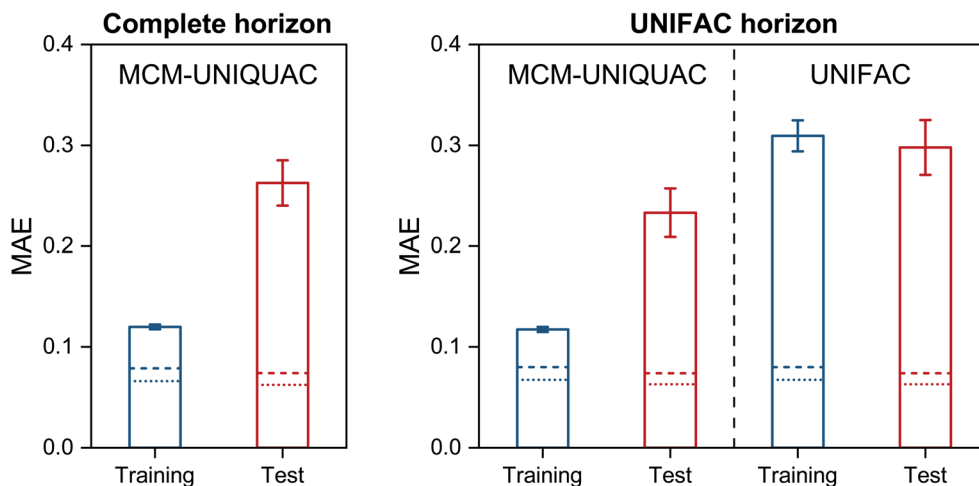 Complete horizon
MCM-UNIQUAC
MAE
0.4
0.3
0.2
0.1
0.0
Training
Test
UNIFAC horizon
MCM-UNIQUAC
UNIFAC
MAE
0.4
0.3
0.2
0.1
0.0
Training
Test
Training
Test